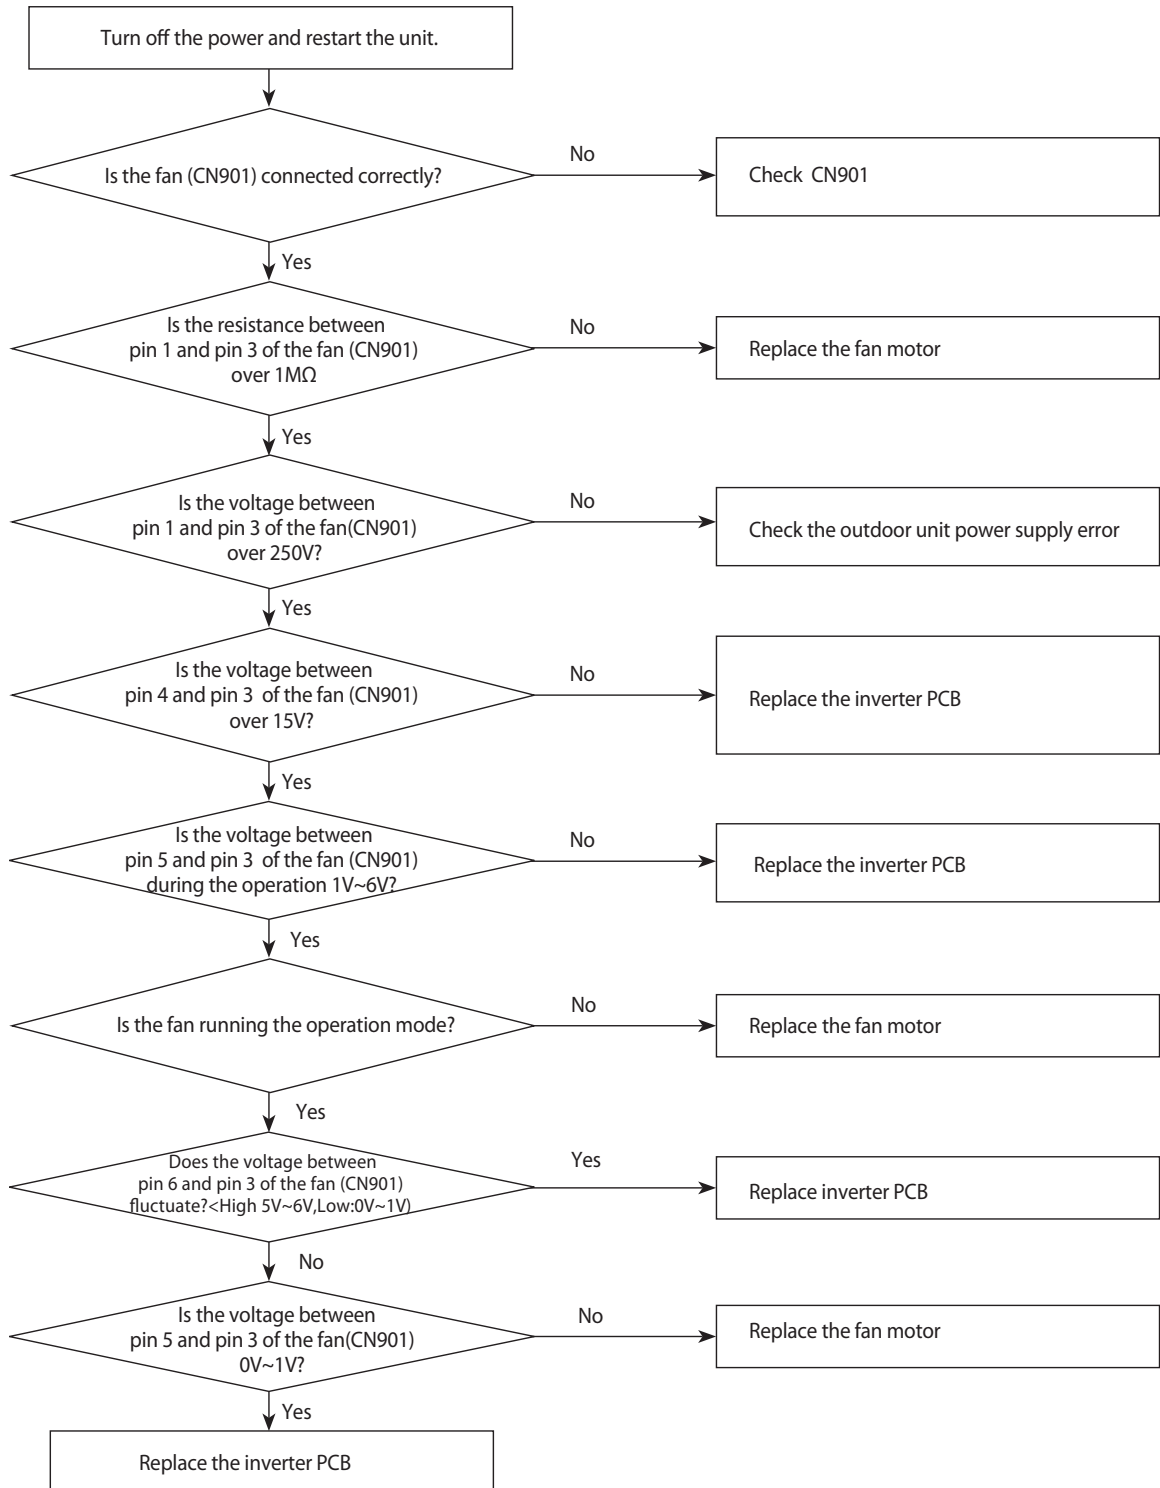 Turn off the power and restart the unit.
Is the fan (CN901) connected correctly?
No
Check CN901
Yes
Is the resistance between
pin 1 and pin 3 of the fan (CN901)
over 1MΩ
No
Replace the fan motor
Yes
Is the voltage between
pin 1 and pin 3 of the fan(CN901)
over 250V?
No
Check the outdoor unit power supply error
Yes
Is the voltage between
pin 4 and pin 3 of the fan (CN901)
over 15V?
No
Replace the inverter PCB
Yes
Is the voltage between
pin 5 and pin 3 of the fan (CN901)
during the operation 1V~6V?
No
Replace the inverter PCB
Yes
Is the fan running the operation mode?
No
Replace the fan motor
Yes
Does the voltage between
pin 6 and pin 3 of the fan (CN901)
fluctuate?<High 5V~6V,Low:0V~1V)
Yes
Replace inverter PCB
No
Is the voltage between
pin 5 and pin 3 of the fan(CN901)
0V~1V?
No
Replace the fan motor
Yes
Replace the inverter PCB